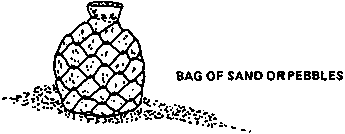 BAG OF SAND OR PEBBLES